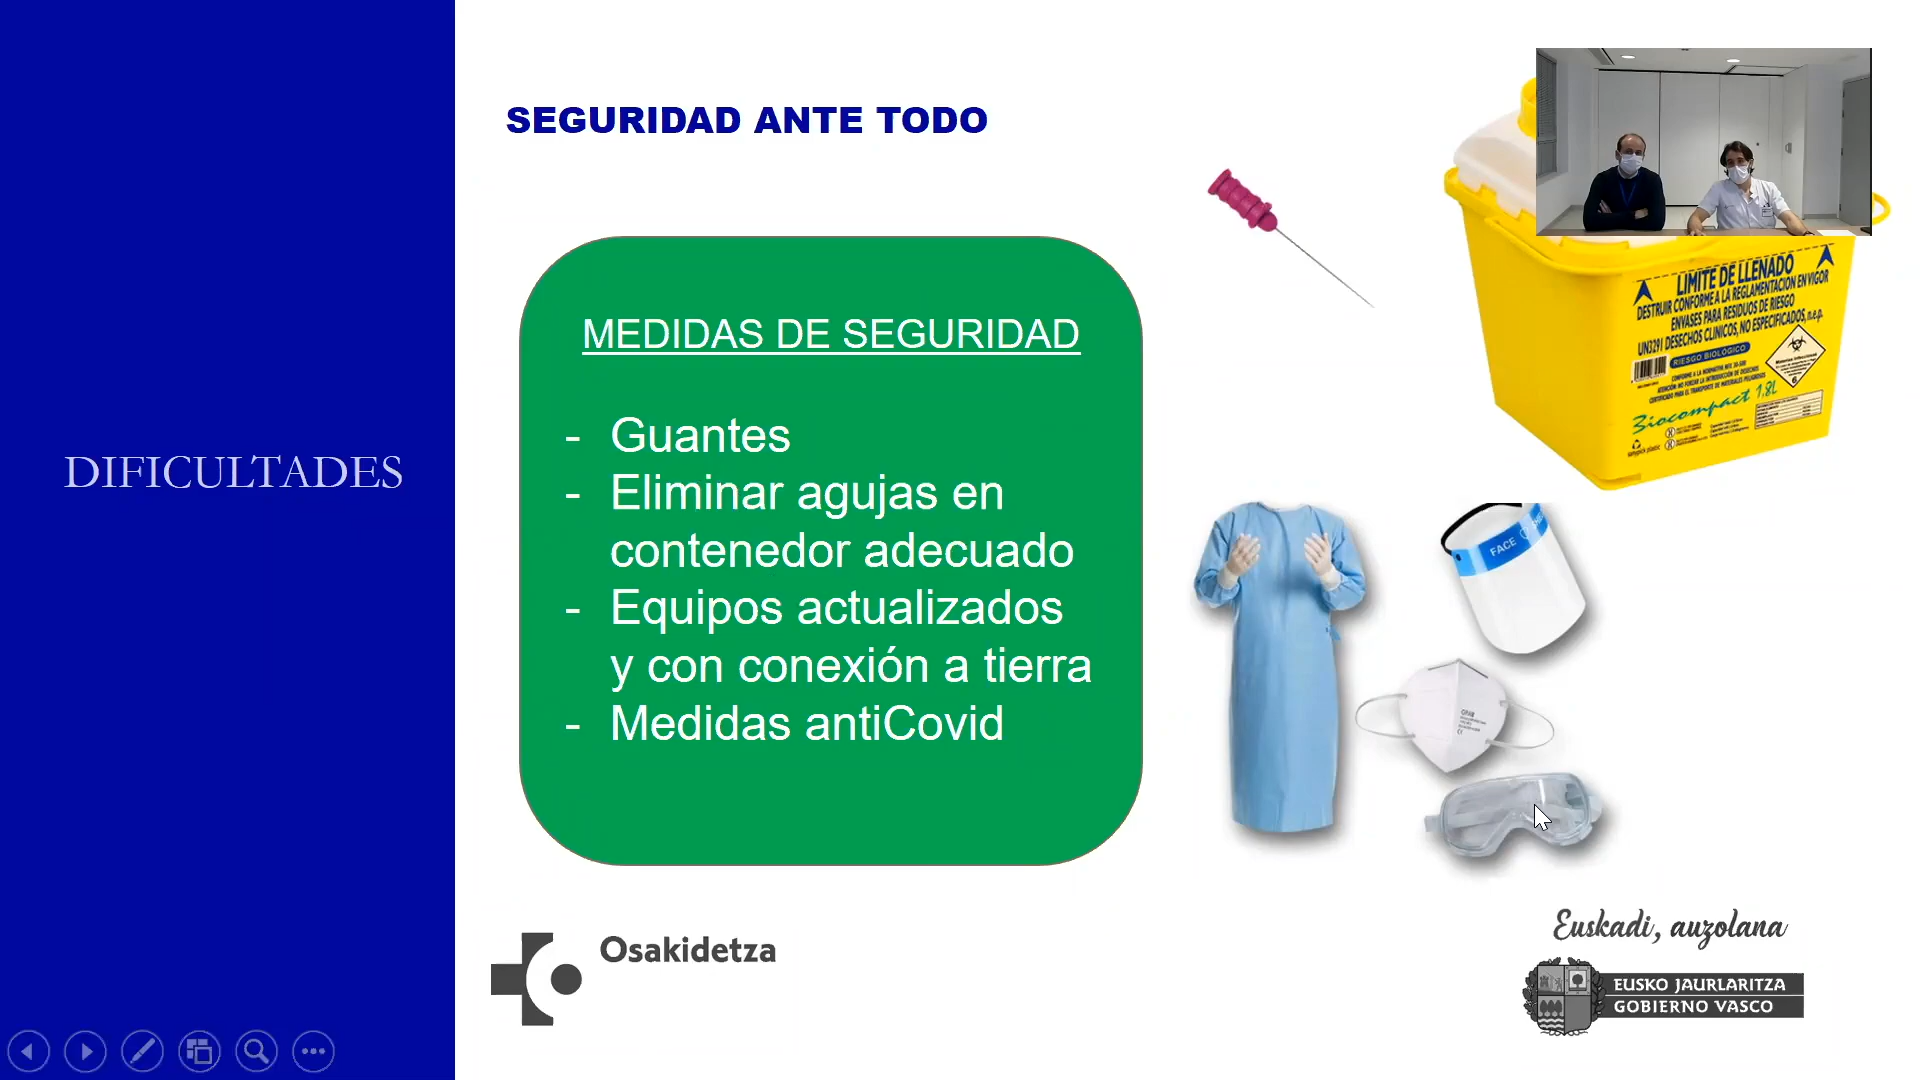 DIFICULTADES
SEGURIDAD ANTE TODO
MEDIDAS DE SEGURIDAD
- Guantes
- Eliminar agujas en
contenedor adecuado
- Equipos actualizados
y con conexión a tierra
- Medidas antiCovid
LIMITE DE LLENADO
DESTRUIR CONFORME A LA REGLAMENTACION EN VIGOR
ENVASES PARA RESIDUOS DE RIESGO
UN3291 DESECHOS CLINICOS, NO ESPECIFICADOS, n.e.p.
RIESGO BIOLOGICO
Biocompact 1,8L
FACE
Osakidetza
Euskadi, auzolana
EUSKO JAURLARITZA
GOBIERNO VASCO